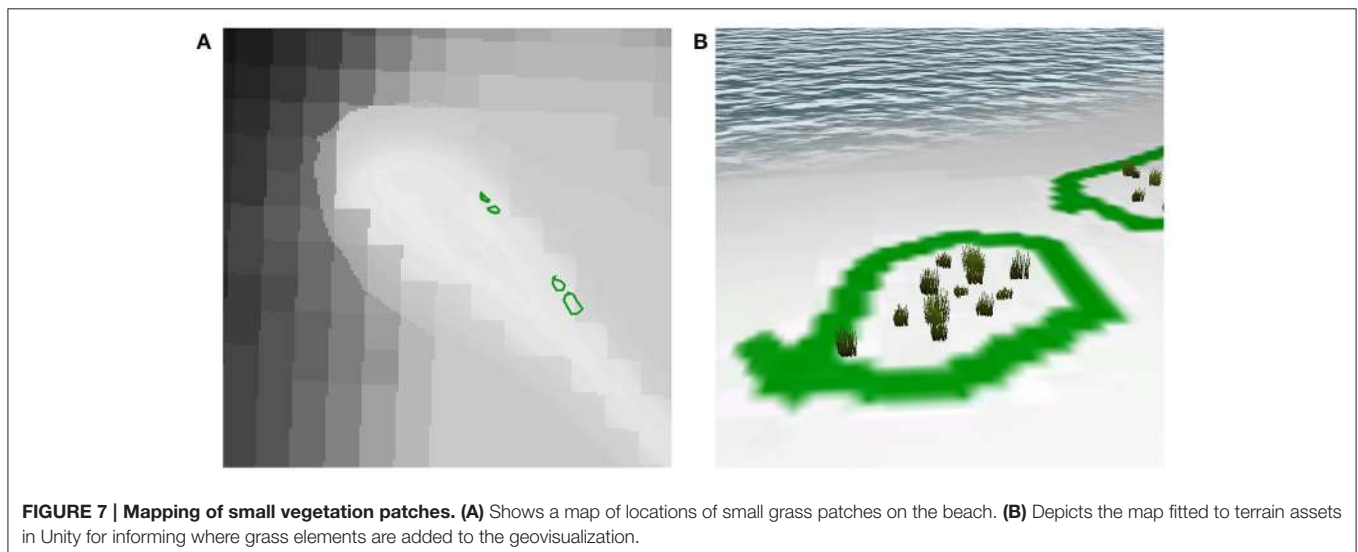 A
B
FIGURE 7 | Mapping of small vegetation patches. (A) Shows a map of locations of small grass patches on the beach. (B) Depicts the map fitted to terrain assets
in Unity for informing where grass elements are added to the geovisualization.